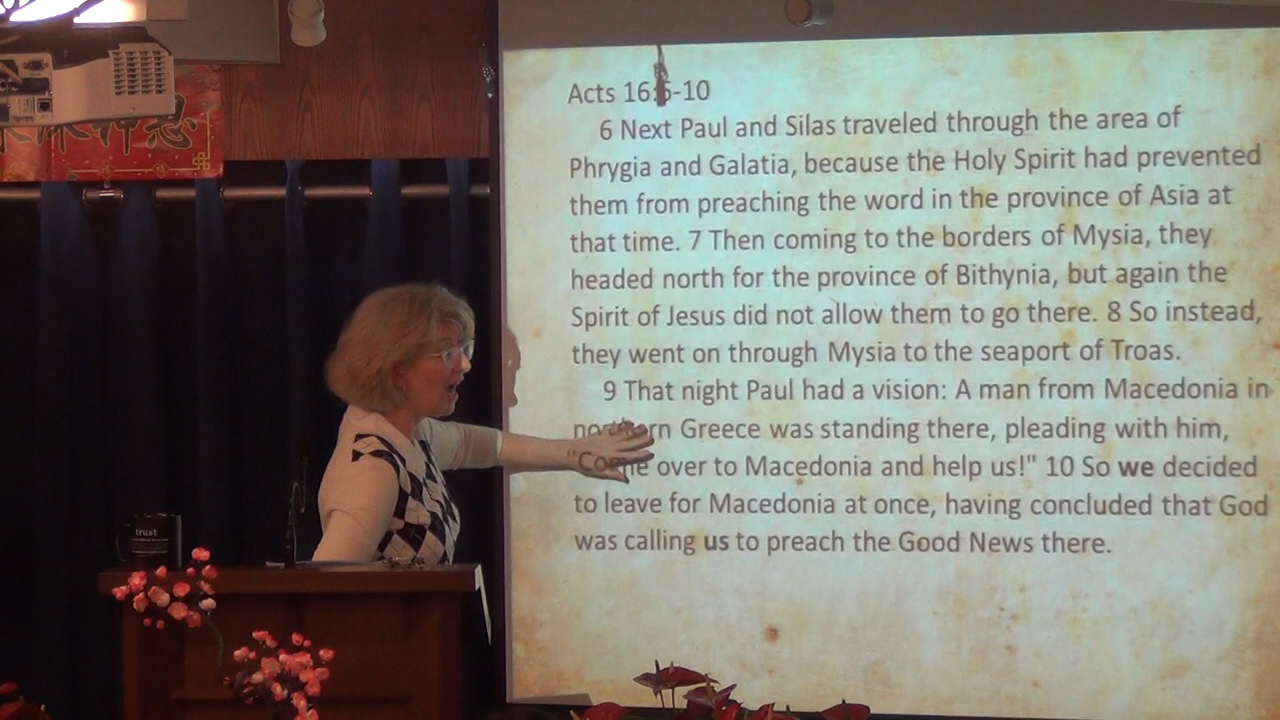 Acts 16:6-10
6 Next Paul and Silas traveled through the area of
Phrygia and Galatia, because the Holy Spirit had prevented
them from preaching the word in the province of Asia at
that time. 7 Then coming to the borders of Mysia, they
headed north for the province of Bithynia, but again the
Spirit of Jesus did not allow them to go there. 8 So instead,
they went on through Mysia to the seaport of Troas.
9 That night Paul had a vision: A man from Macedonia in
northern Greece was standing there, pleading with him,
"Come over to Macedonia and help us!" 10 So we decided
to leave for Macedonia at once, having concluded that God
was calling us to preach the Good News there.
trust